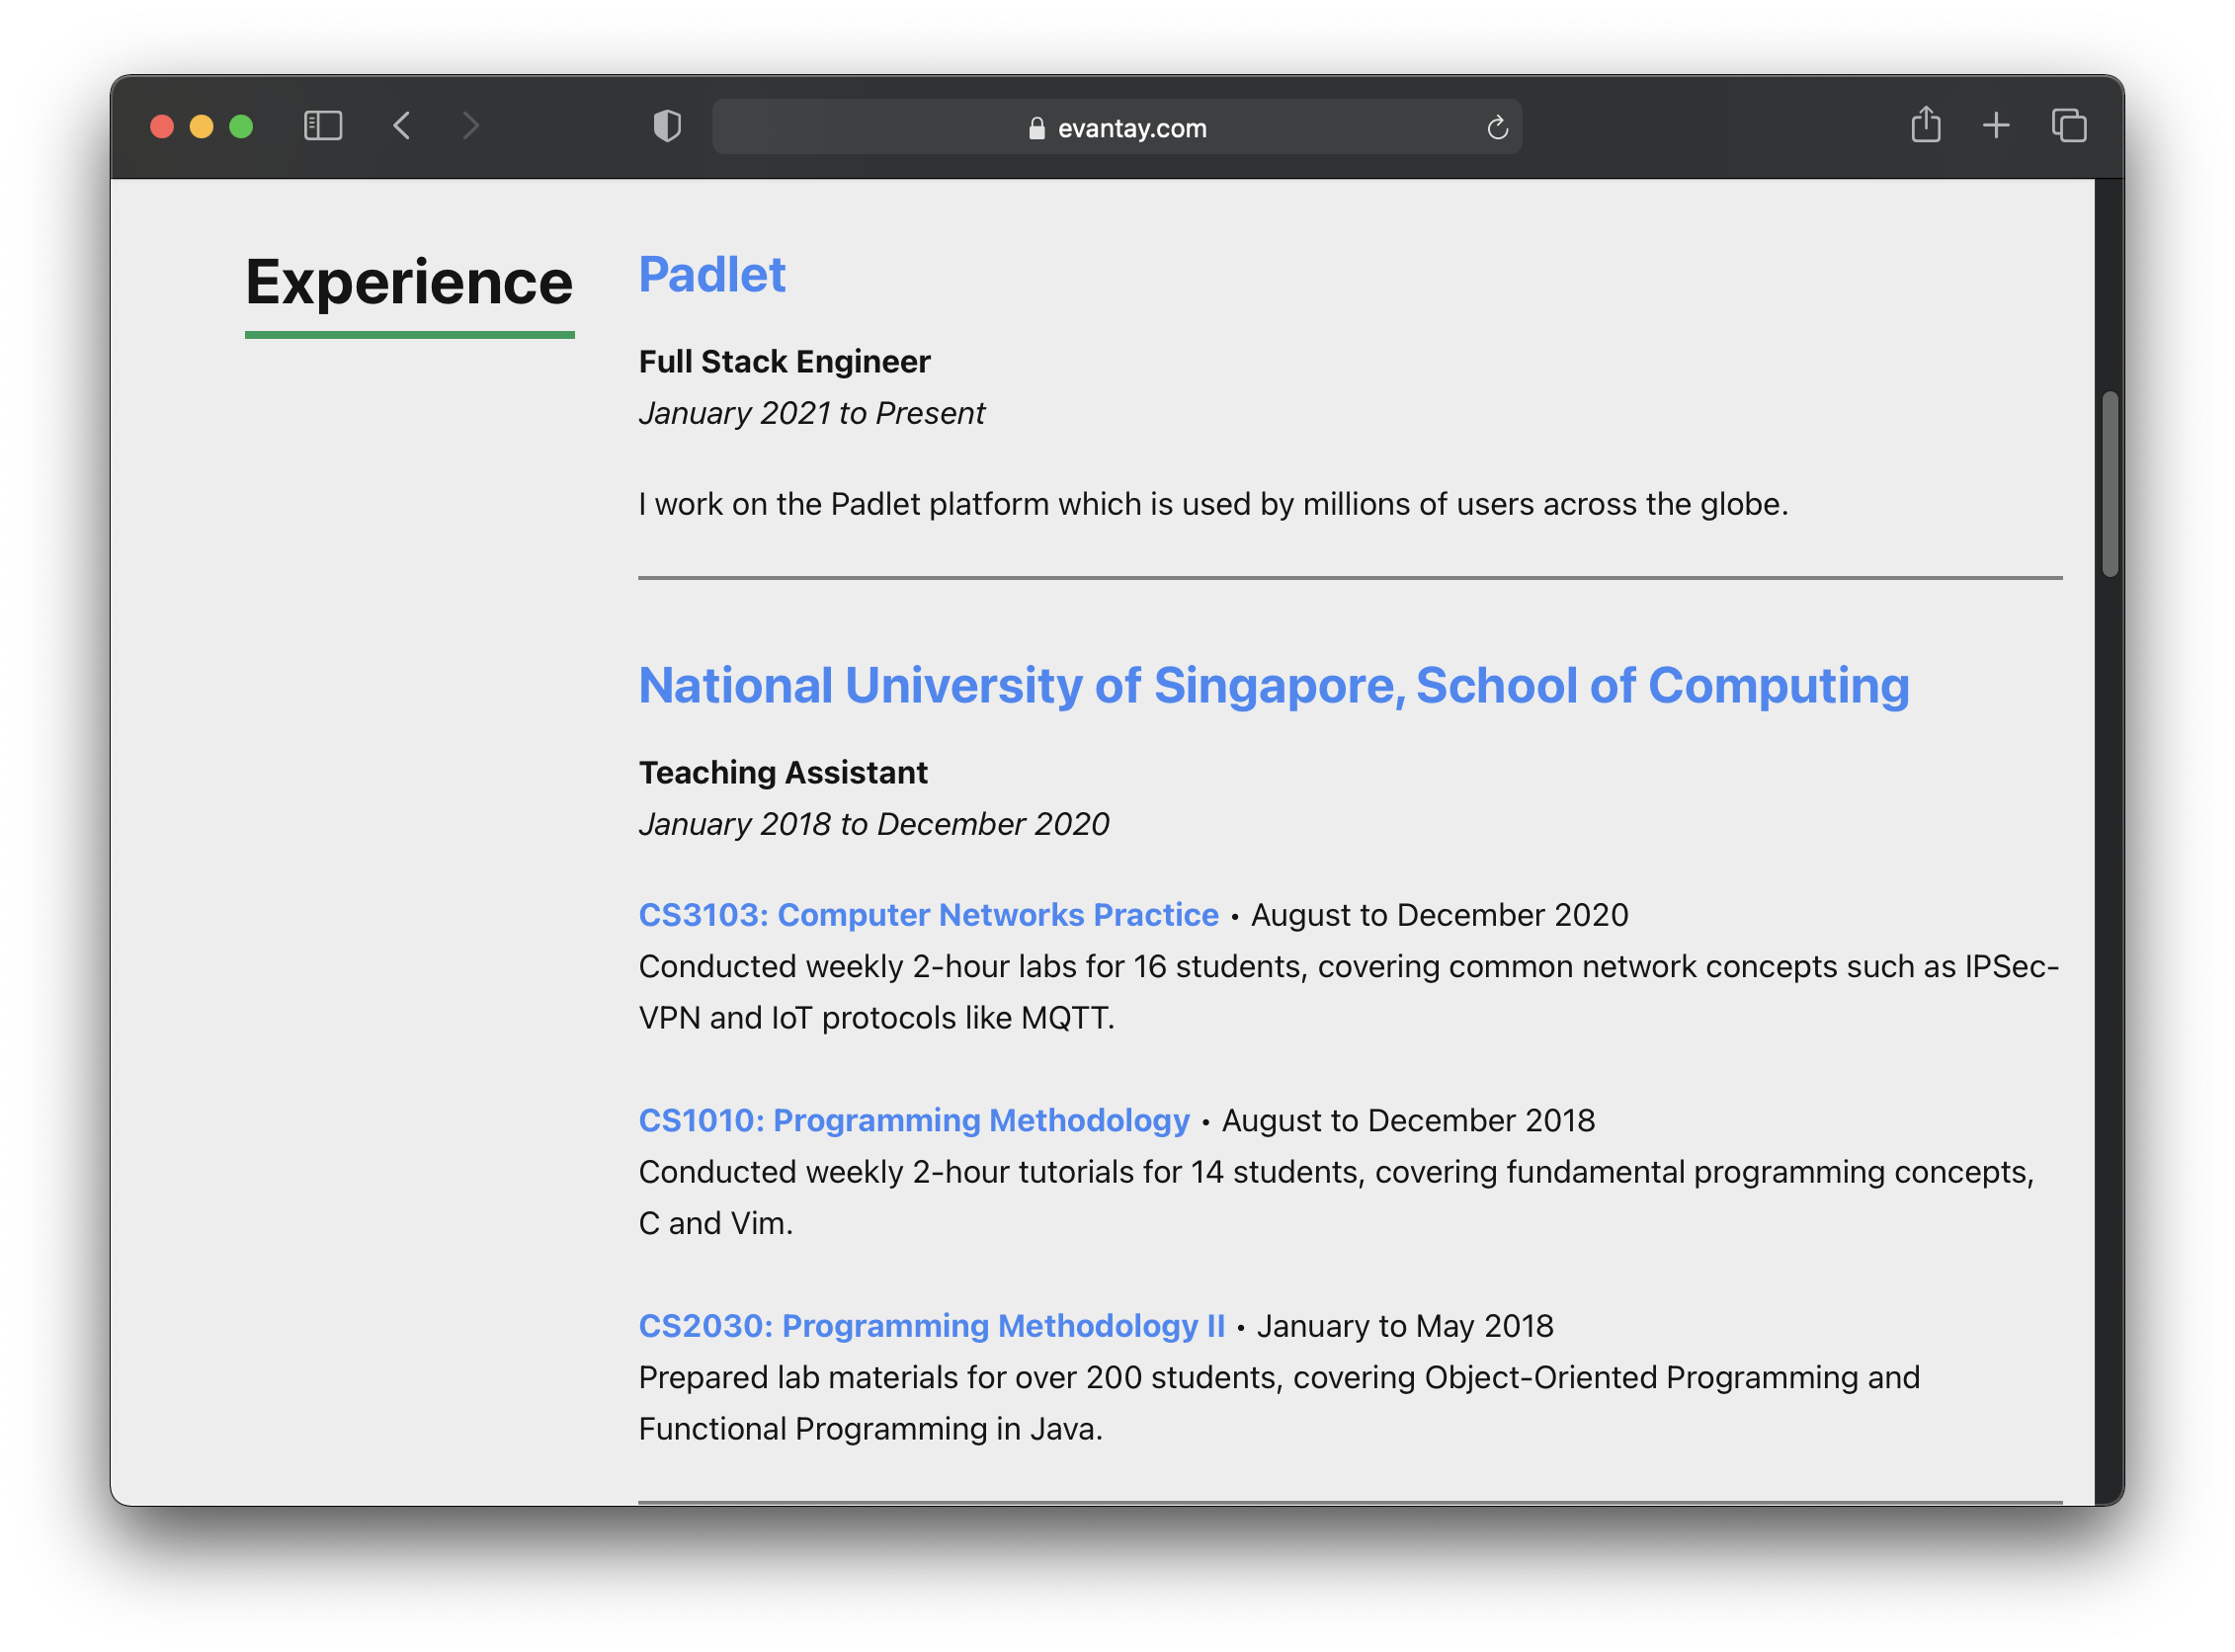 evantay.com
Experience
Padlet
Full Stack Engineer
January 2021 to Present
I work on the Padlet platform which is used by millions of users across the globe.
National University of Singapore, School of Computing
Teaching Assistant
January 2018 to December 2020
CS3103: Computer Networks Practice • August to December 2020
Conducted weekly 2-hour labs for 16 students, covering common network concepts such as IPSec-
VPN and IoT protocols like MQTT.
CS1010: Programming Methodology • August to December 2018
Conducted weekly 2-hour tutorials for 14 students, covering fundamental programming concepts,
C and Vim.
CS2030: Programming Methodology II • January to May 2018
Prepared lab materials for over 200 students, covering Object-Oriented Programming and
Functional Programming in Java.